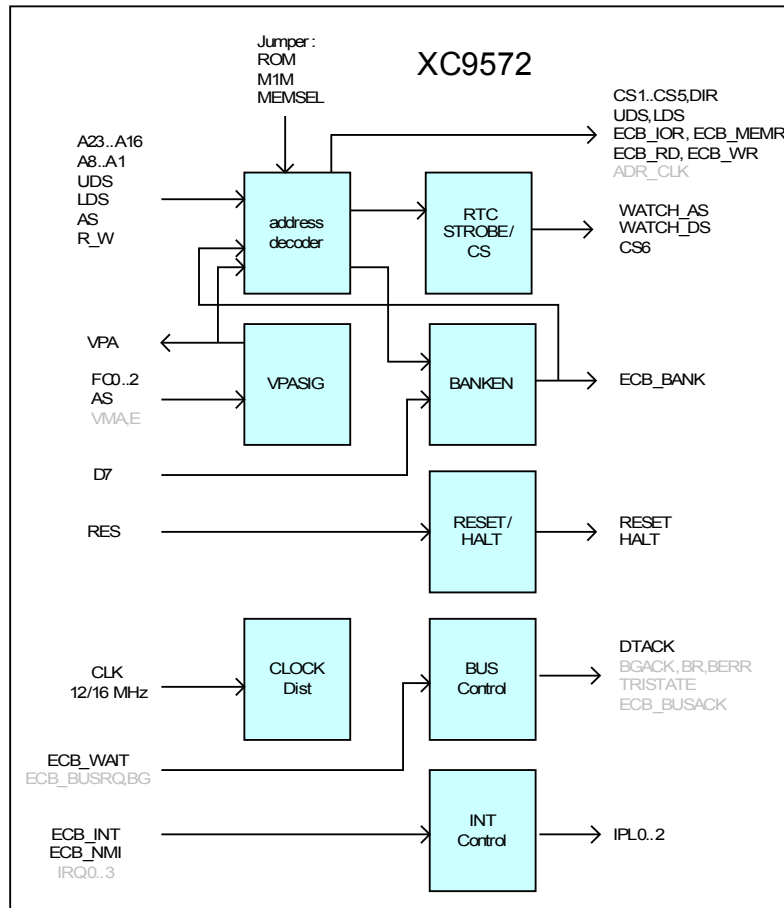 Jumper :
ROM
M1M
MEMSEL
XC9572
CS1..CS5,DIR
UDS,LDS
ECB_IOR, ECB_MEMR
ECB_RD, ECB_WR
ADR_CLK
A23..A16
A8..A1
UDS
LDS
AS
R_W
address
decoder
RTC
STROBE/
CS
WATCH_AS
WATCH_DS
CS6
VPA
FC0..2
AS
VMA,E
VPASIG
BANKEN
ECB_BANK
D7
RES
RESET/
HALT
RESET
HALT
CLK
12/16 MHz
CLOCK
Dist
BUS
Control
DTACK
BGACK, BR,BERR
TRISTATE
ECB_BUSACK
ECB_WAIT
ECB_BUSRQ,BG
ECB_INT
ECB_NMI
IRQ0..3
INT
Control
IPL0..2